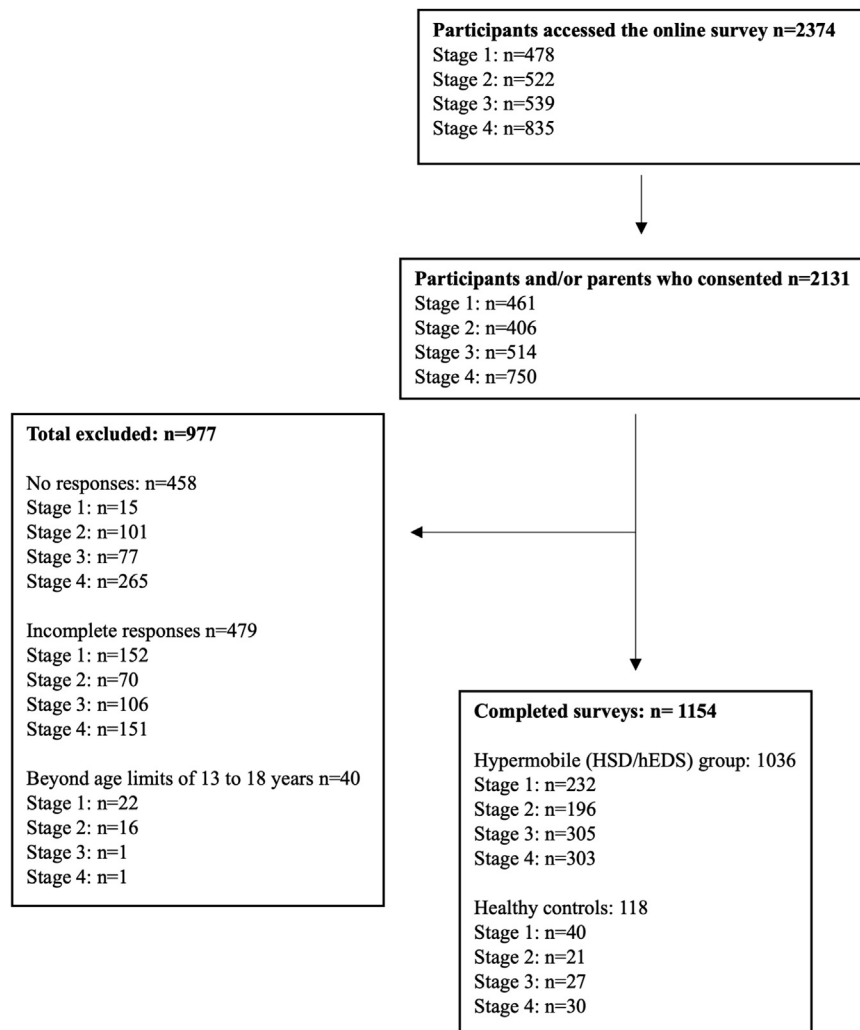 Participants accessed the online survey n=2374
Stage 1: n=478
Stage 2: n=522
Stage 3: n=539
Stage 4: n=835
Participants and/or parents who consented n=2131
Stage 1: n=461
Stage 2: n=406
Stage 3: n=514
Stage 4: n=750
Total excluded: n=977
No responses: n=458
Stage 1: n=15
Stage 2: n=101
Stage 3: n=77
Stage 4: n=265
Incomplete responses n=479
Stage 1: n=152
Stage 2: n=70
Stage 3: n=106
Stage 4: n=151
Beyond age limits of 13 to 18 years n=40
Stage 1: n=22
Stage 2: n=16
Stage 3: n=1
Stage 4: n=1
Completed surveys: n= 1154
Hypermobile (HSD/hEDS) group: 1036
Stage 1: n=232
Stage 2: n=196
Stage 3: n=305
Stage 4: n=303
Healthy controls: 118
Stage 1: n=40
Stage 2: n=21
Stage 3: n=27
Stage 4: n=30